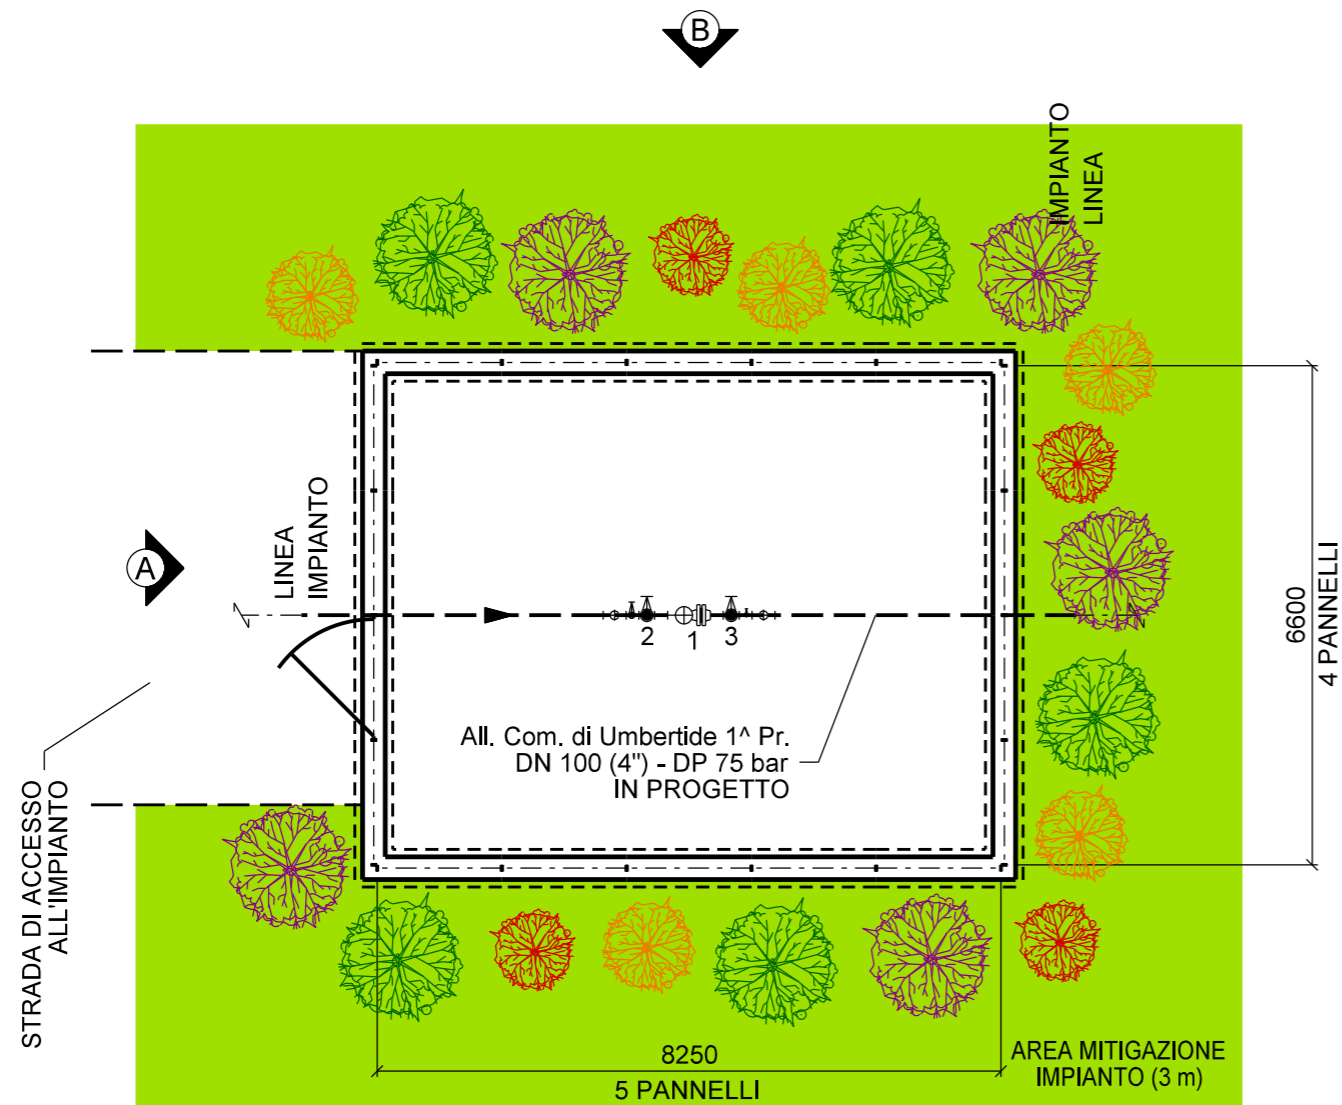 B
IMPIANTO
LINEA
LINEA
IMPIANTO
A
2
1
3
6600
4 PANNELLI
All. Com. di Umbertide 1^ Pr.
DN 100 (4") - DP 75 bar
IN PROGETTO
STRADA DI ACCESSO
ALL'IMPIANTO
8250
5 PANNELLI
AREA MITIGAZIONE
IMPIANTO (3 m)